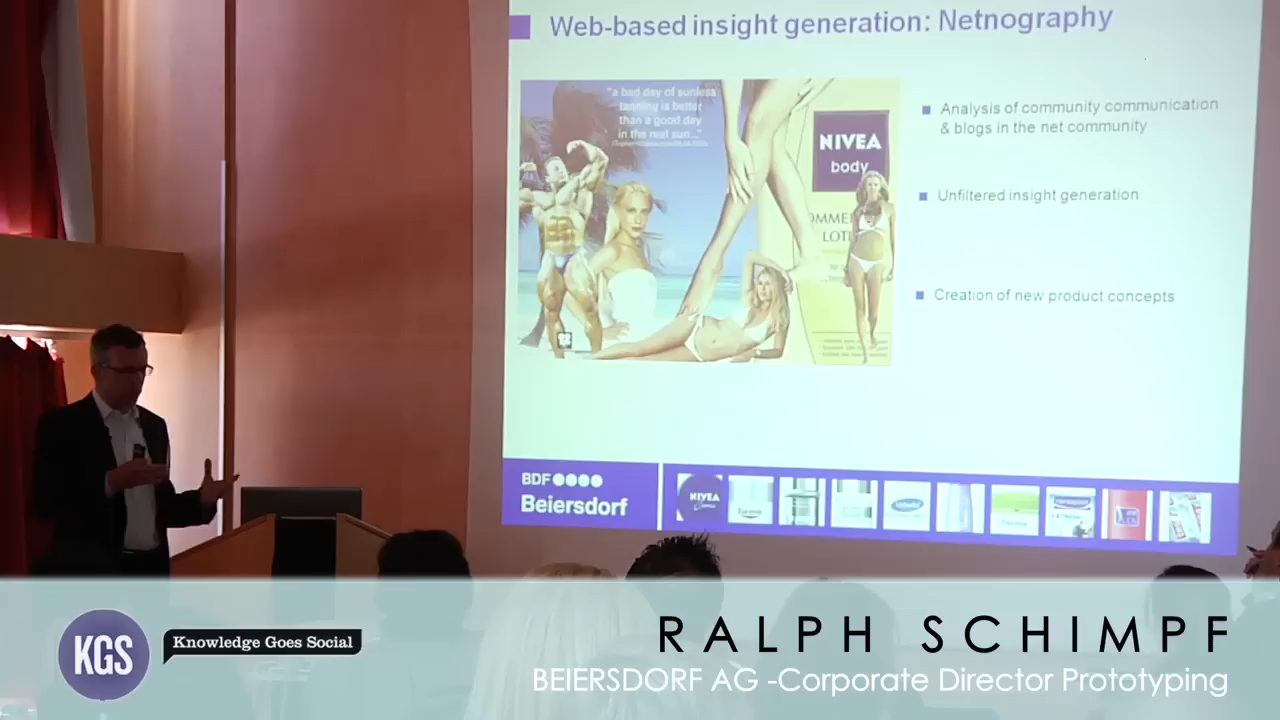 Web-based insight generation: Netnography
"a bad day of sunless
tanning is better
than a good day
in the real sun..."
NIVEA
body
Analysis of community communication
& blogs in the net community
Unfiltered insight generation
Creation of new product concepts
BDF
Beiersdorf
NIVEA
KGS
Knowledge Goes Social
RALPH SCHIMPF
BEIERSDORF AG -Corporate Director Prototyping